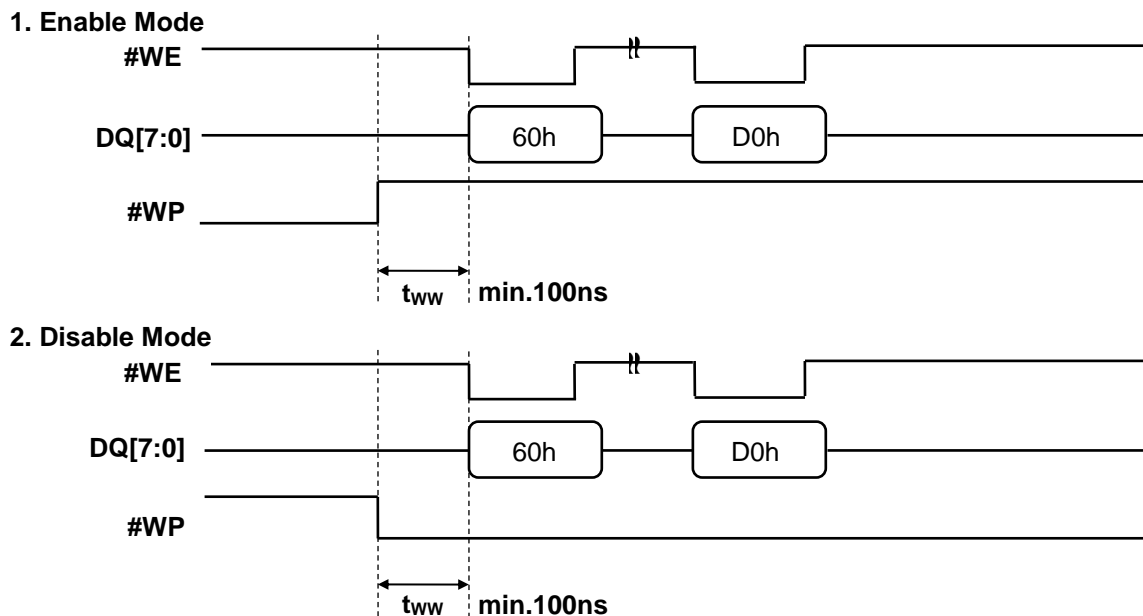 1. Enable Mode
#WE
DQ[7:0]
60h
D0h
#WP
tWW
min.100ns
2. Disable Mode
#WE
DQ[7:0]
60h
D0h
#WP
tWW
min.100ns